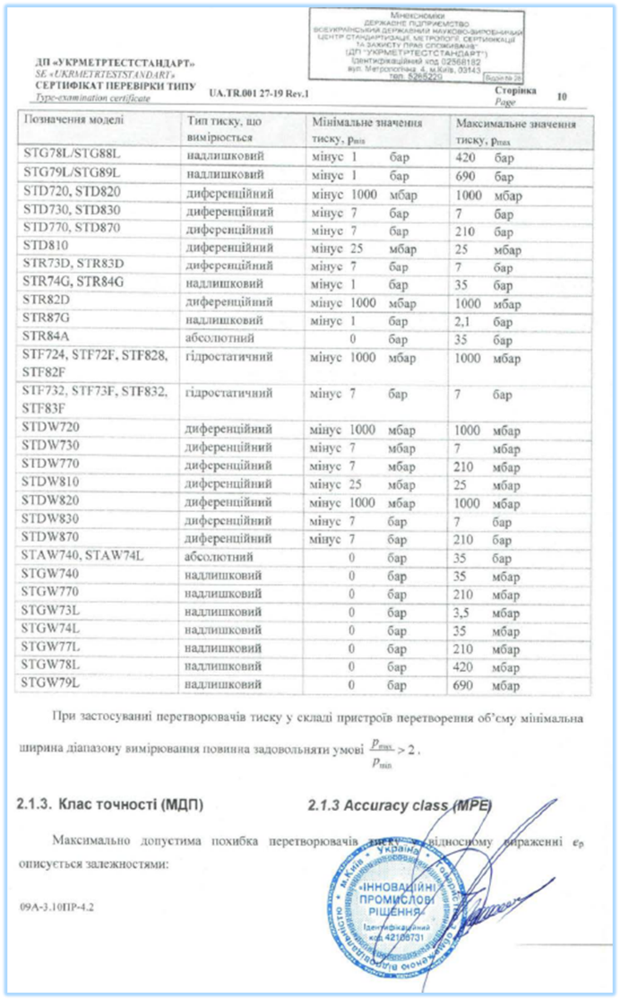 Мінекономіки
ДЕРЖАВНЕ ПІДПРИЄМСТВО
ВСЕУКРАЇНСЬКИЙ ДЕРЖАВНИЙ НАУКОВО-ВИРОБНИЧИЙ
ЦЕНТР СТАНДАРТИЗАЦІЇ, МЕТРОЛОГІЇ, СЕРТИФІКАЦІЇ
ТА ЗАХИСТУ ПРАВ СПОЖИВАЧІВ"
(ДП "УКРМЕТРТЕСТСТАНДАРТ")
Ідентифікаційний код 02568182
вул. Метрологічна, 4, м.Київ, 03143
тел. 5265229 Відділ № 28
ДП «УКРМЕТРТЕСТСТАНДАРТ»
SE «UKRMETRTESTSTANDART»
СЕРТИФІКАТ ПЕРЕВІРКИ ТИПУ UA.TR.001 27-19 Rev.1 Сторінка 10
Type-examination certificate Page
Позначення моделі Тип тиску, що Мінімальне значення Максимальне значення
вимірюється тиску, pmin тиску, pmax
STG78L/STG88L надлишковий мінус 1 бар 420 бар
STG79L/STG89L надлишковий мінус 1 бар 690 бар
STD720, STD820 диференційний мінус 1000 мбар 1000 мбар
STD730, STD830 диференційний мінус 7 бар 7 бар
STD770, STD870 диференційний мінус 7 бар 210 бар
STD810 диференційний мінус 25 мбар 25 мбар
STR73D, STR83D диференційний мінус 7 бар 7 бар
STR74G, STR84G надлишковий мінус 1 бар 35 бар
STR82D диференційний мінус 1000 мбар 1000 мбар
STR87G надлишковий мінус 1 бар 2,1 бар
STR84A абсолютний 0 бар 35 бар
STF724, STF72F, STF828, гідростатичний мінус 1000 мбар 1000 мбар
STF82F
STF732, STF73F, STF832, гідростатичний мінус 7 бар 7 бар
STF83F
STDW720 диференційний мінус 1000 мбар 1000 мбар
STDW730 диференційний мінус 7 мбар 7 мбар
STDW770 диференційний мінус 7 мбар 210 мбар
STDW810 диференційний мінус 25 мбар 25 мбар
STDW820 диференційний мінус 1000 мбар 1000 мбар
STDW830 диференційний мінус 7 бар 7 бар
STDW870 диференційний мінус 7 бар 210 бар
STAW740, STAW74L абсолютний 0 бар 35 бар
STGW740 надлишковий 0 бар 35 мбар
STGW770 надлишковий 0 бар 210 мбар
STGW73L надлишковий 0 бар 3,5 мбар
STGW74L надлишковий 0 бар 35 мбар
STGW77L надлишковий 0 бар 210 мбар
STGW78L надлишковий 0 бар 420 мбар
STGW79L надлишковий 0 бар 690 мбар
При застосуванні перетворювачів тиску у складі пристроїв перетворення об’єму мінімальна
ширина діапазону вимірювання повинна задовольняти умові pmax/pmin > 2 .
2.1.3. Клас точності (МДП) 2.1.3 Accuracy class (MPE)
Максимально допустима похибка перетворювачів тиску у відносному вираженні єр
описується залежностями:
09А-3.10ПР-4.2
м.Київ * Україна * Товариство з обмеженою відповідальністю
«ІННОВАЦІЙНІ
ПРОМИСЛОВІ
РІШЕННЯ»
Ідентифікаційний
код 42108731